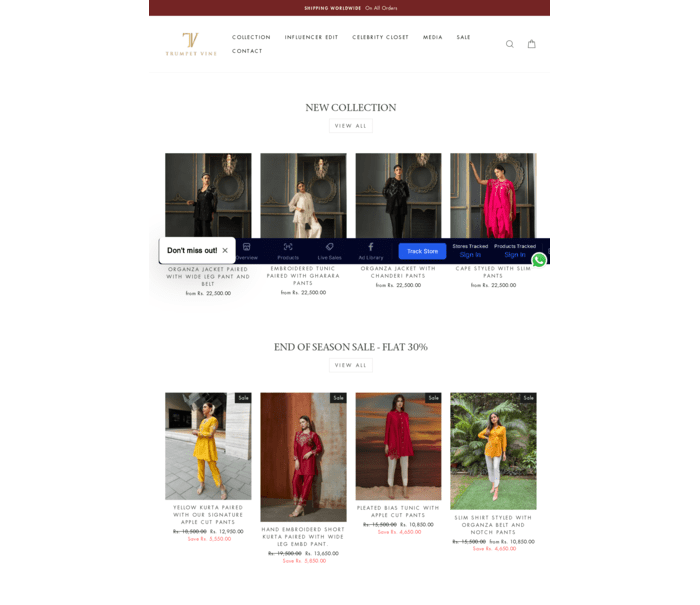 SHIPPING WORLDWIDE On All Orders
TV
TRUMPET VINE
COLLECTION INFLUENCER EDIT CELEBRITY CLOSET MEDIA SALE
CONTACT
NEW COLLECTION
VIEW ALL
Don't miss out! ×
Overview
Products
Live Sales
Ad Library
Track Store
Stores Tracked
Sign In
Products Tracked
Sign In
ORGANZA JACKET PAIRED
WITH WIDE LEG PANT AND
BELT
from Rs. 22,500.00
EMBROIDERED TUNIC
PAIRED WITH GHARARA
PANTS
from Rs. 22,500.00
ORGANZA JACKET WITH
CHANDERI PANTS
from Rs. 22,500.00
CAPE STYLED WITH SLIM
PANTS
from Rs. 22,500.00
END OF SEASON SALE - FLAT 30%
VIEW ALL
Sale
Sale
Sale
Sale
YELLOW KURTA PAIRED
WITH OUR SIGNATURE
APPLE CUT PANTS
Rs. 18,500.00 Rs. 12,950.00
Save Rs. 5,550.00
HAND EMBROIDERD SHORT
KURTA PAIRED WITH WIDE
LEG EMBD PANT.
Rs. 19,500.00 Rs. 13,650.00
Save Rs. 5,850.00
PLEATED BIAS TUNIC WITH
APPLE CUT PANTS
Rs. 15,500.00 Rs. 10,850.00
Save Rs. 4,650.00
SLIM SHIRT STYLED WITH
ORGANZA BELT AND
NOTCH PANTS
Rs. 15,500.00 from Rs. 10,850.00
Save Rs. 4,650.00